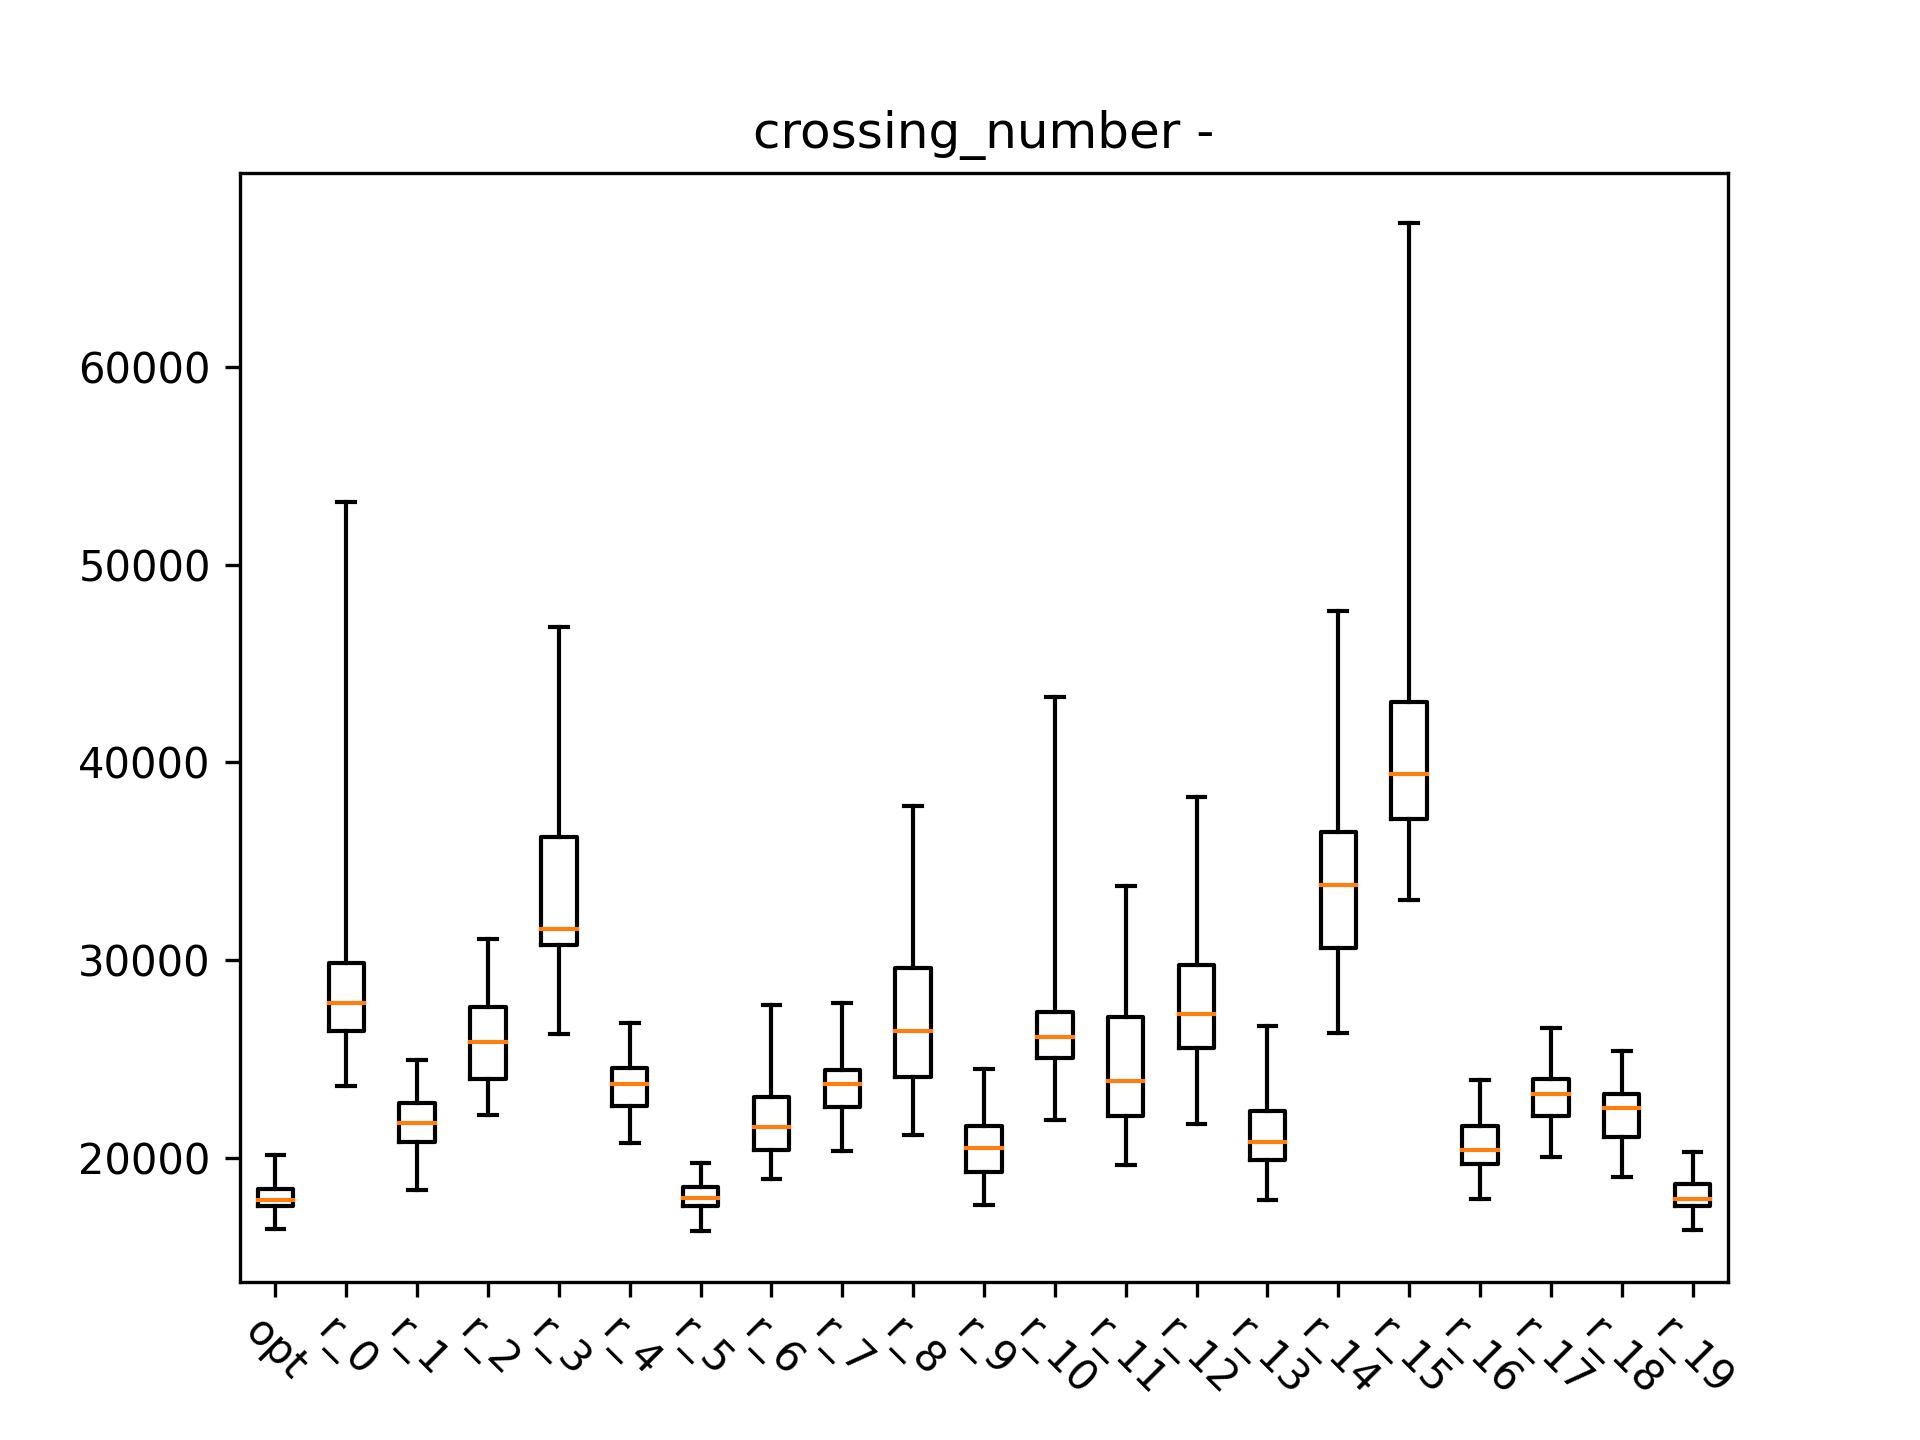 crossing_number -
60000
50000
40000
30000
20000
opt
r_0
r_1
r_2
r_3
r_4
r_5
r_6
r_7
r_8
r_9
r_10
r_11
r_12
r_13
r_14
r_15
r_16
r_17
r_18
r_19